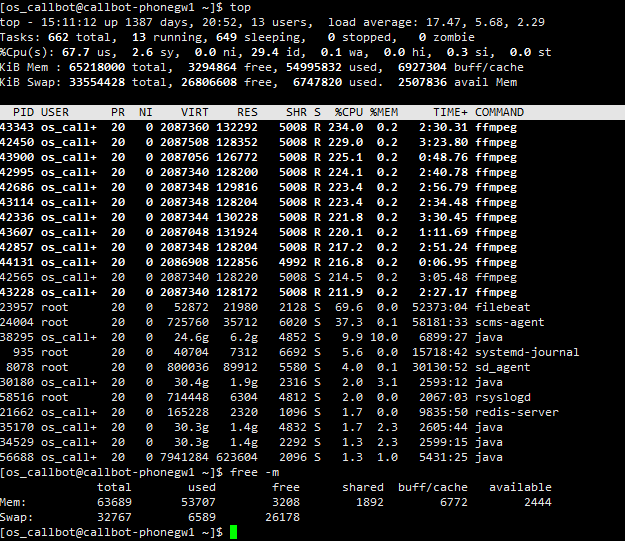 [os_callbot@callbot-phonegw1 ~]$ top
top - 15:11:12 up 1387 days, 20:52, 13 users,  load average: 17.47, 5.68, 2.29
Tasks: 662 total,  13 running, 649 sleeping,   0 stopped,   0 zombie
%Cpu(s): 67.7 us,  2.6 sy,  0.0 ni, 29.4 id,  0.1 wa,  0.0 hi,  0.3 si,  0.0 st
KiB Mem : 65218000 total,  3294864 free, 54995832 used,  6927304 buff/cache
KiB Swap: 33554428 total, 26806608 free,  6747820 used.  2507836 avail Mem
PID USER      PR  NI    VIRT    RES    SHR S  %CPU %MEM     TIME+ COMMAND
43343 os_call+  20   0 2087360 132292   5008 R 234.0  0.2   2:30.31 ffmpeg
42450 os_call+  20   0 2087508 128352   5008 R 229.0  0.2   3:23.80 ffmpeg
43900 os_call+  20   0 2087056 126772   5008 R 225.1  0.2   0:48.76 ffmpeg
42995 os_call+  20   0 2087340 128200   5008 R 224.1  0.2   2:40.78 ffmpeg
42686 os_call+  20   0 2087348 129816   5008 R 223.4  0.2   2:56.79 ffmpeg
43114 os_call+  20   0 2087348 128204   5008 R 223.4  0.2   2:34.48 ffmpeg
42336 os_call+  20   0 2087344 130228   5008 R 221.8  0.2   3:30.45 ffmpeg
43607 os_call+  20   0 2087048 131924   5008 R 220.1  0.2   1:11.69 ffmpeg
42857 os_call+  20   0 2087348 128204   5008 R 217.2  0.2   2:51.24 ffmpeg
44131 os_call+  20   0 2086908 122856   4992 R 216.8  0.2   0:06.95 ffmpeg
42565 os_call+  20   0 2087340 128220   5008 S 214.5  0.2   3:05.48 ffmpeg
43228 os_call+  20   0 2087340 128172   5008 R 211.9  0.2   2:27.17 ffmpeg
23957 root      20   0   52872  21980   2128 S  69.6  0.0  52373:04 filebeat
24004 root      20   0  725760  35712   6020 S  37.3  0.1  58181:33 scms-agent
38295 os_call+  20   0   24.6g   6.2g   4852 S   9.9 10.0   6899:27 java
935 root      20   0   40704   7312   6692 S   5.6  0.0  15718:42 systemd-journal
8078 root      20   0  800036  89912   5580 S   4.0  0.1  30130:52 sd_agent
30180 os_call+  20   0   30.4g   1.9g   2316 S   2.0  3.1   2593:12 java
58516 root      20   0  714448   6304   4812 S   2.0  0.0   2067:03 rsyslogd
21662 os_call+  20   0  165228   2320   1096 S   1.7  0.0   9835:50 redis-server
35170 os_call+  20   0   30.3g   1.4g   4832 S   1.7  2.3   2605:44 java
34529 os_call+  20   0   30.3g   1.4g   2292 S   1.3  2.3   2599:15 java
56688 os_call+  20   0 7941284 623604   2096 S   1.3  1.0   5431:25 java
[os_callbot@callbot-phonegw1 ~]$ free -m
total        used        free      shared  buff/cache   available
Mem:          63689       53707        3208        1892        6772        2444
Swap:         32767        6589       26178
[os_callbot@callbot-phonegw1 ~]$